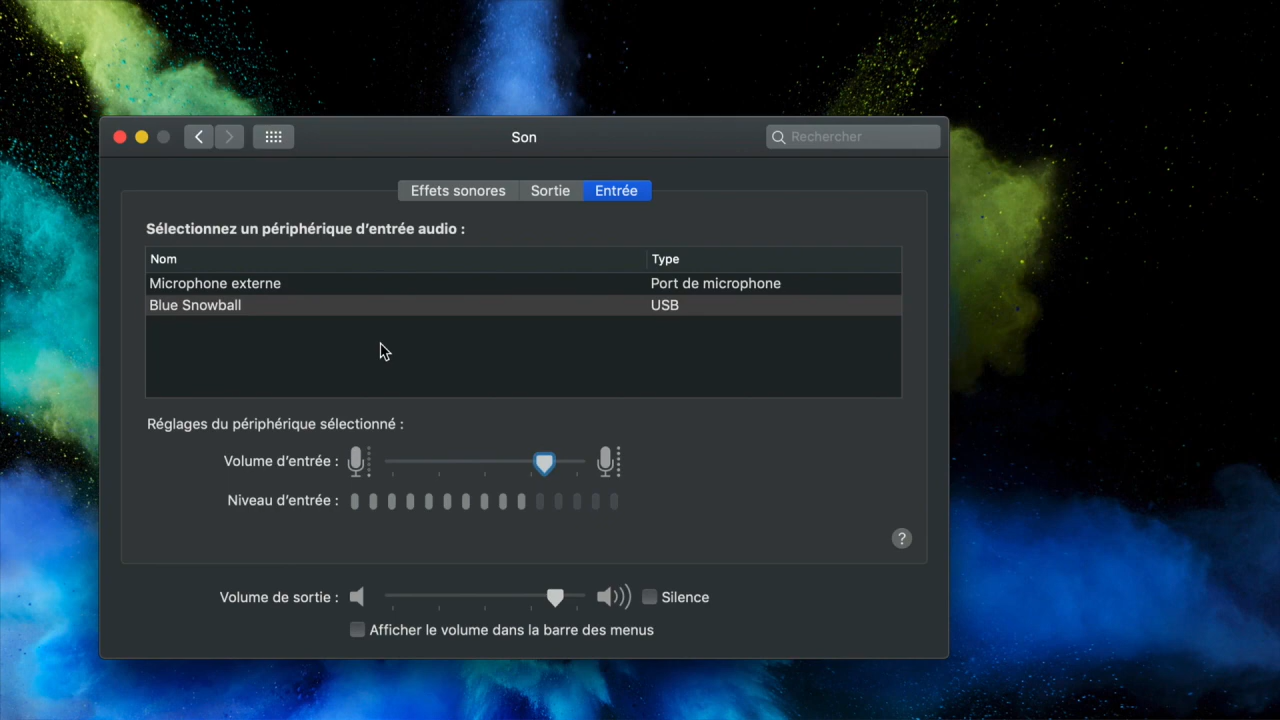 Son
Rechercher
Effets sonores Sortie Entrée
Sélectionnez un périphérique d’entrée audio :
Nom Type
Microphone externe Port de microphone
Blue Snowball USB
Réglages du périphérique sélectionné :
Volume d’entrée :
Niveau d’entrée :
?
Volume de sortie : Silence
Afficher le volume dans la barre des menus